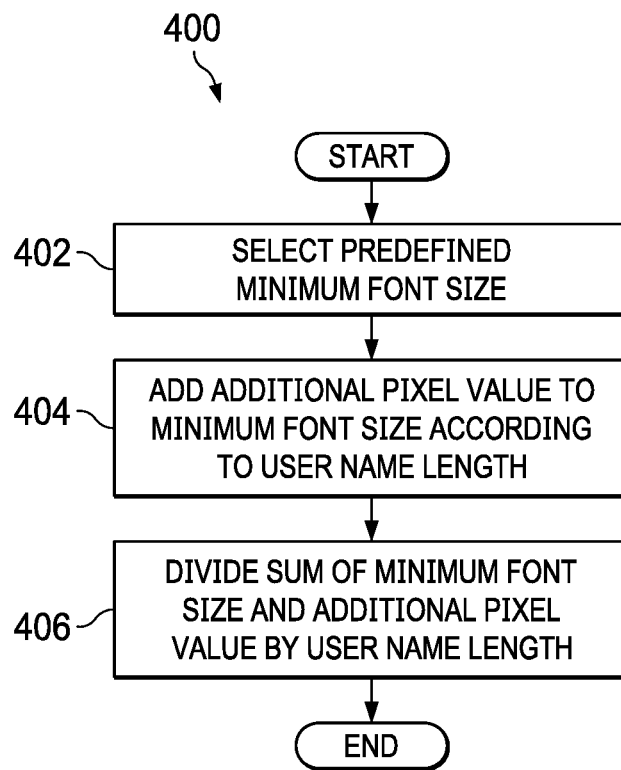 400
START
402
SELECT PREDEFINED
MINIMUM FONT SIZE
404
ADD ADDITIONAL PIXEL VALUE TO
MINIMUM FONT SIZE ACCORDING
TO USER NAME LENGTH
406
DIVIDE SUM OF MINIMUM FONT
SIZE AND ADDITIONAL PIXEL
VALUE BY USER NAME LENGTH
END